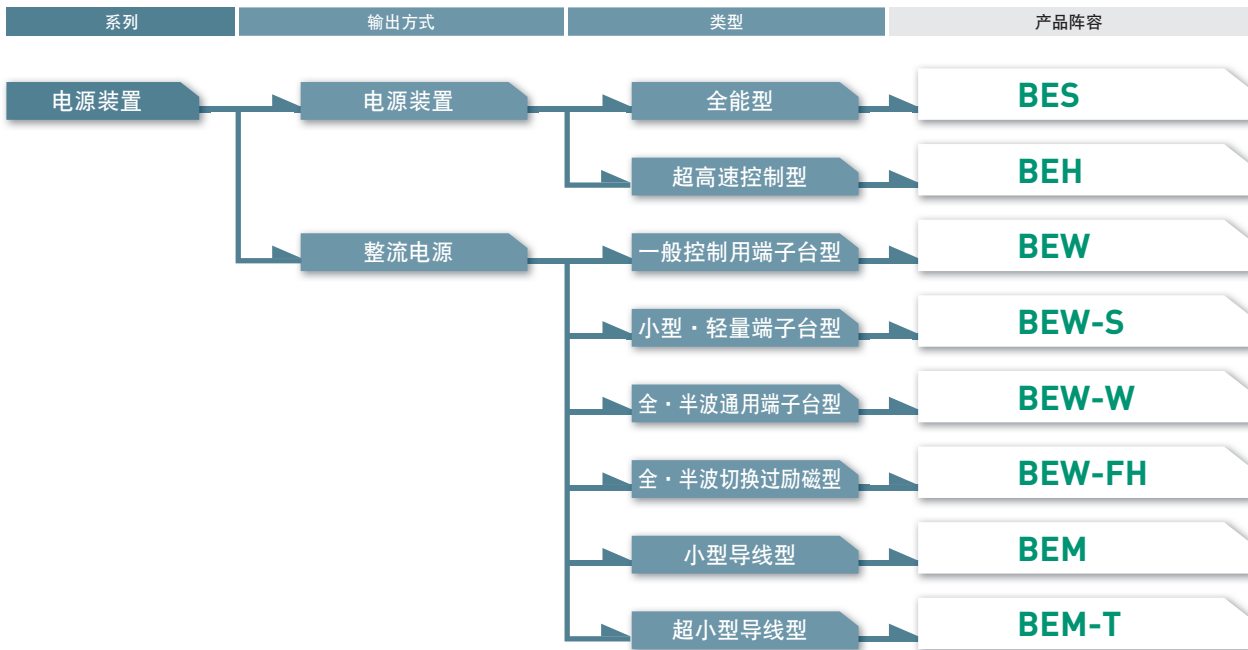 系列
输出方式
类型
产品阵容
电源装置
电源装置
全能型
BES
超高速控制型
BEH
整流电源
一般控制用端子台型
BEW
小型・轻量端子台型
BEW-S
全・半波通用端子台型
BEW-W
全・半波切换过励磁型
BEW-FH
小型导线型
BEM
超小型导线型
BEM-T